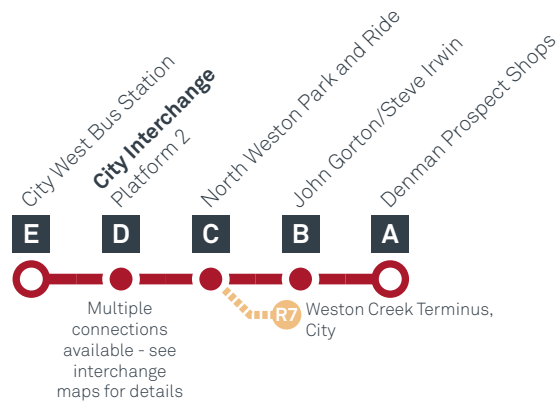 City West Bus Station
City Interchange
Platform 2
North Weston Park and Ride
John Gorton/Steve Irwin
Denman Prospect Shops
E
D
C
B
A
Multiple
connections
available - see
interchange
maps for details
R7
Weston Creek Terminus,
City